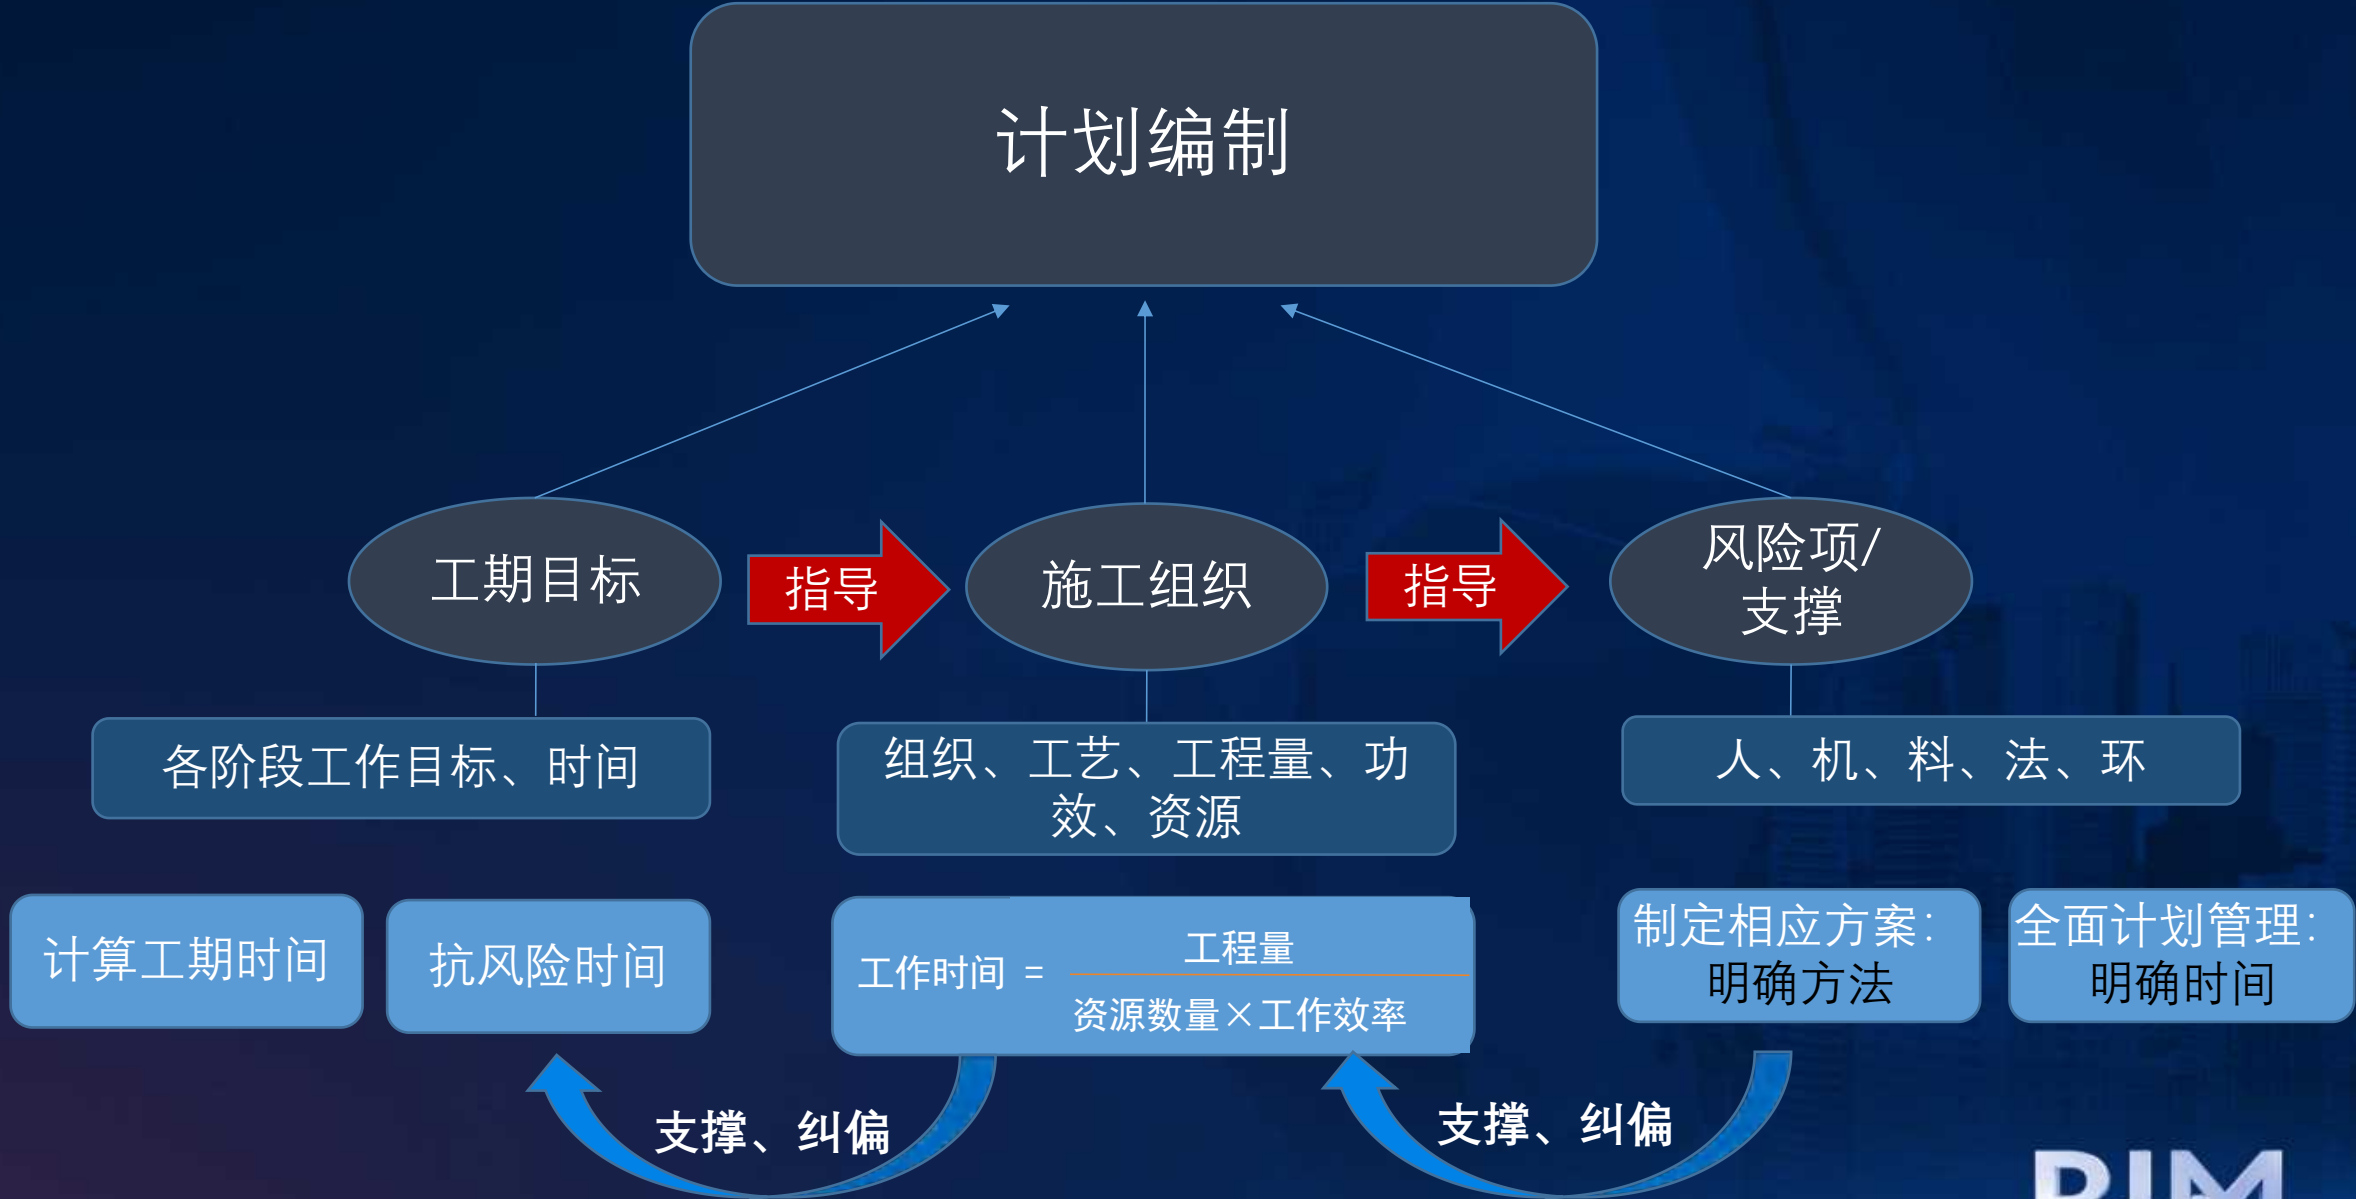 计划编制
工期目标
指导
施工组织
指导
风险项/
支撑
各阶段工作目标、时间
组织、工艺、工程量、功
效、资源
人、机、料、法、环
计算工期时间
抗风险时间
工作时间 =
工程量
资源数量×工作效率
制定相应方案：
明确方法
全面计划管理：
明确时间
支撑、纠偏
支撑、纠偏
BIM